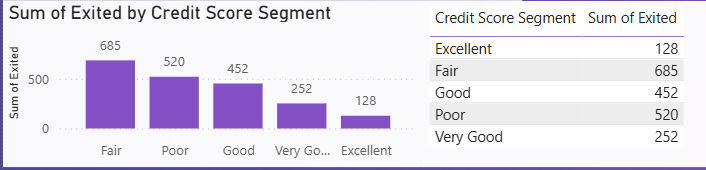 Sum of Exited by Credit Score Segment
Sum of Exited
500
0
685
520
452
252
128
Fair
Poor
Good
Very Go...
Excellent
Credit Score Segment Sum of Exited
Excellent 128
Fair 685
Good 452
Poor 520
Very Good 252